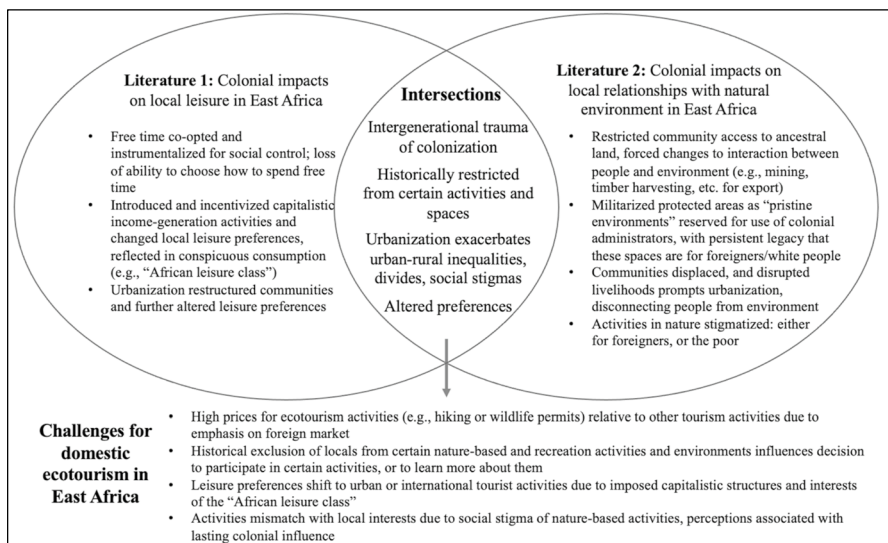 Literature 1: Colonial impacts
on local leisure in East Africa
• Free time co-opted and
instrumentalized for social control; loss
of ability to choose how to spend free
time
• Introduced and incentivized capitalistic
income-generation activities and
changed local leisure preferences,
reflected in conspicuous consumption
(e.g., “African leisure class”)
• Urbanization restructured communities
and further altered leisure preferences
Intersections
Intergenerational trauma
of colonization
Historically restricted
from certain activities and
spaces
Urbanization exacerbates
urban-rural inequalities,
divides, social stigmas
Altered preferences
Literature 2: Colonial impacts on
local relationships with natural
environment in East Africa
• Restricted community access to ancestral
land, forced changes to interaction between
people and environment (e.g., mining,
timber harvesting, etc. for export)
• Militarized protected areas as “pristine
environments” reserved for use of colonial
administrators, with persistent legacy that
these spaces are for foreigners/white people
• Communities displaced, and disrupted
livelihoods prompts urbanization,
disconnecting people from environment
• Activities in nature stigmatized: either
for foreigners, or the poor
Challenges for
domestic
ecotourism in
East Africa
• High prices for ecotourism activities (e.g., hiking or wildlife permits) relative to other tourism activities due to
emphasis on foreign market
• Historical exclusion of locals from certain nature-based and recreation activities and environments influences decision
to participate in certain activities, or to learn more about them
• Leisure preferences shift to urban or international tourist activities due to imposed capitalistic structures and interests
of the “African leisure class”
• Activities mismatch with local interests due to social stigma of nature-based activities, perceptions associated with
lasting colonial influence